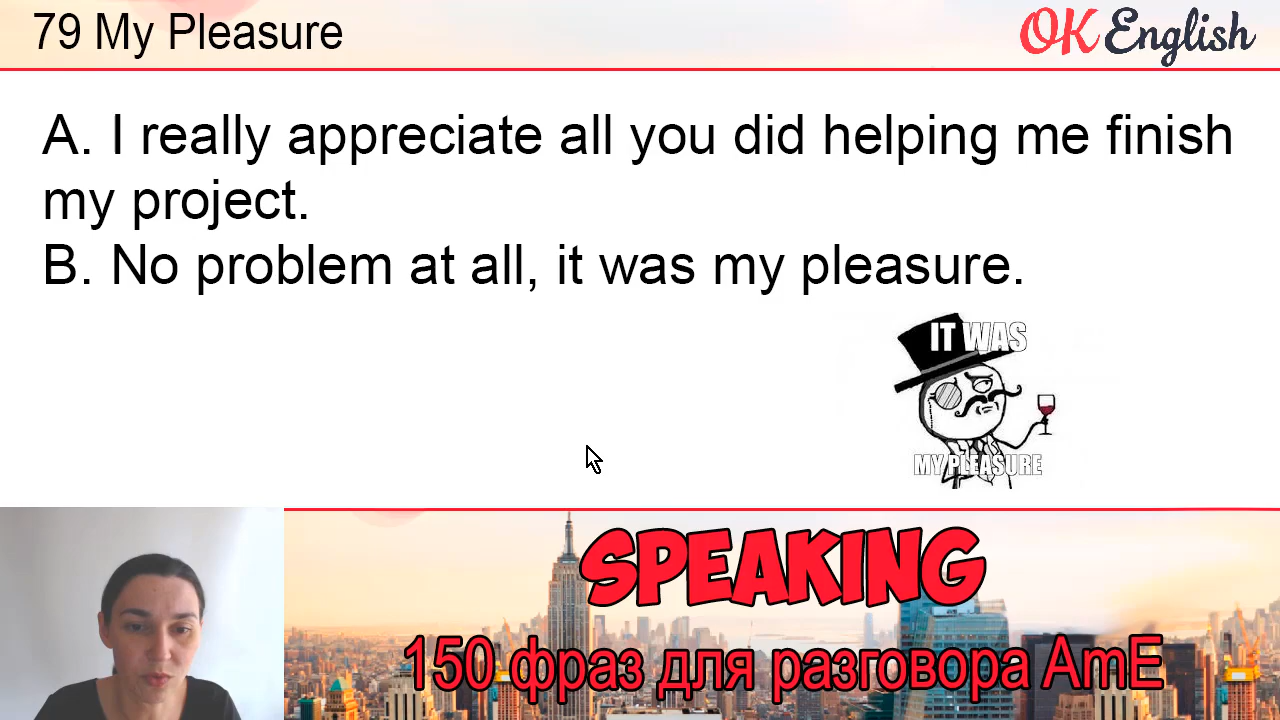 79 My Pleasure
OK English
A. I really appreciate all you did helping me finish
my project.
B. No problem at all, it was my pleasure.
IT WAS
MY PLEASURE
SPEAKING
150 фраз для разговора AmE